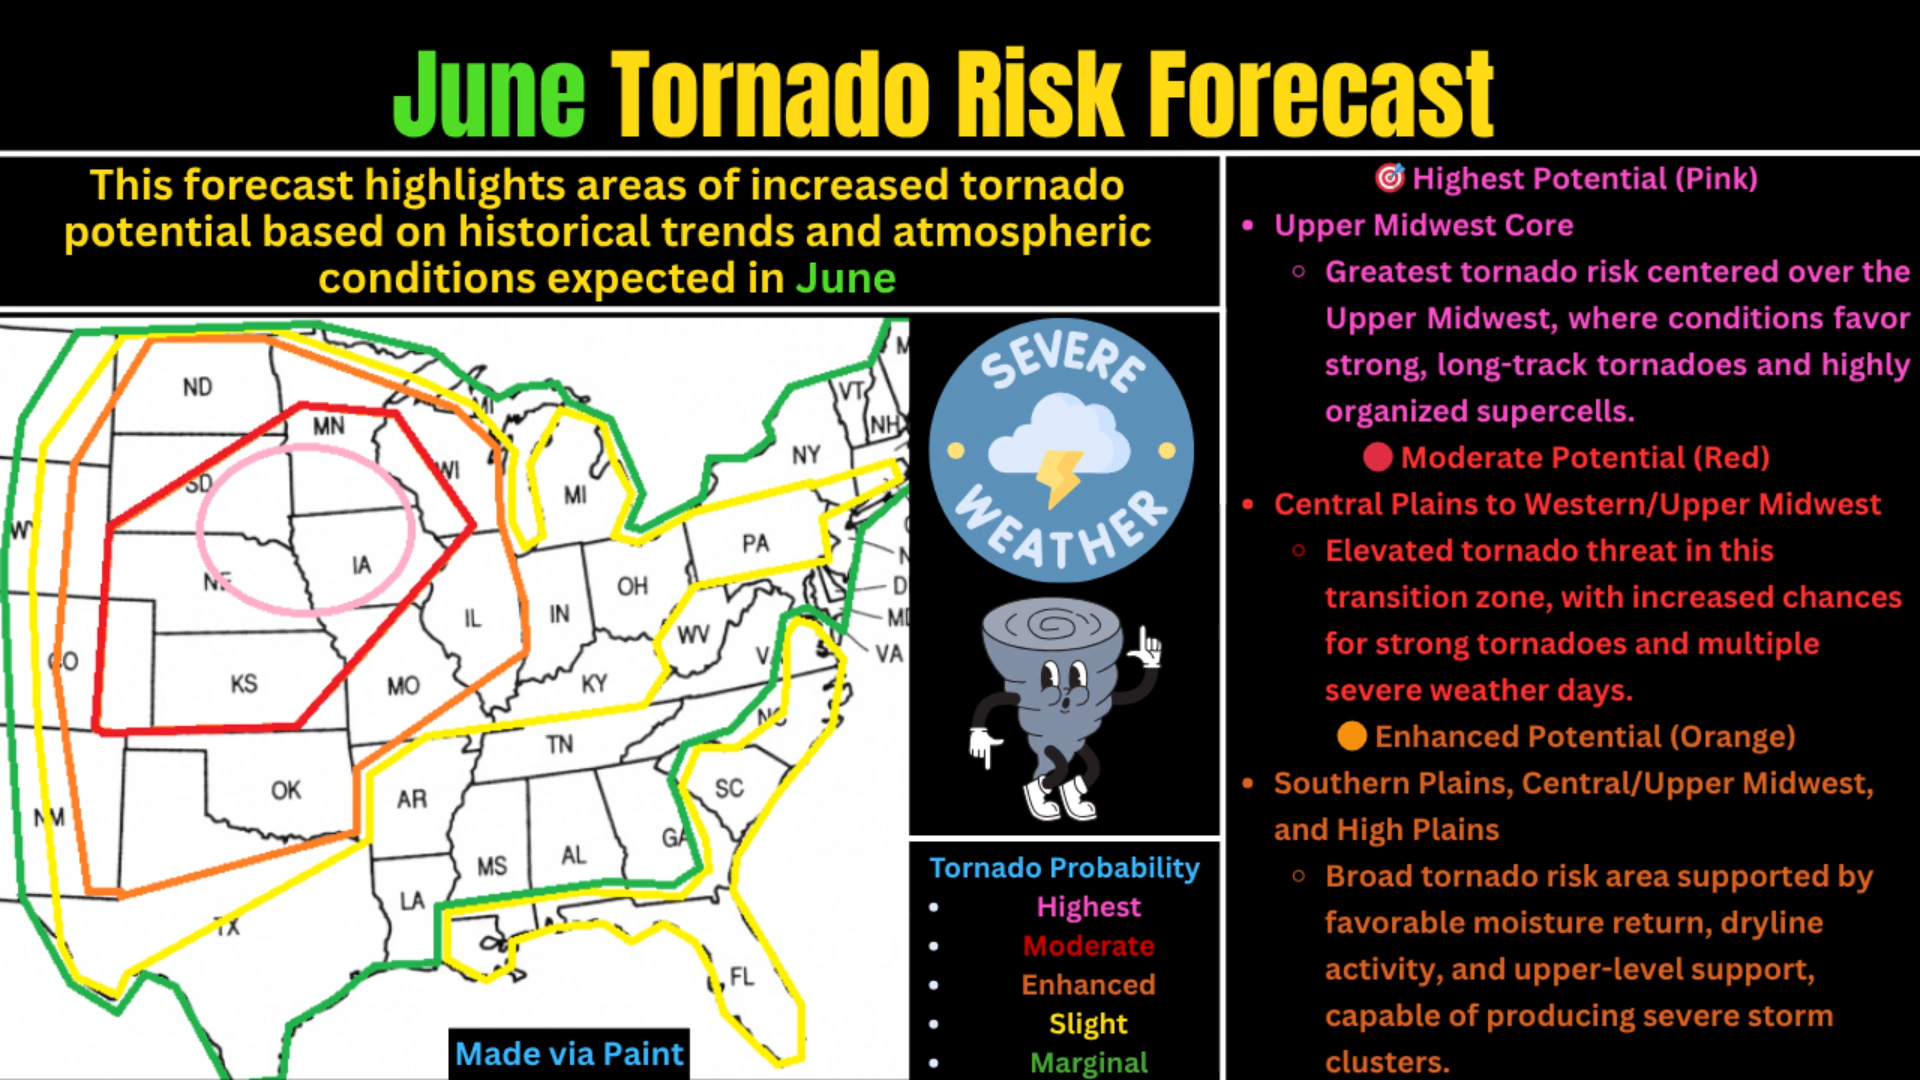 June Tornado Risk Forecast
This forecast highlights areas of increased tornado
potential based on historical trends and atmospheric
conditions expected in June
ND
MN
MI
SD
WI
W
NE
IA
MI
NY
VT
NH
M
PA
OH
N
D
MD
IL
IN
WV
VA
V
CO
KS
MO
KY
NC
TN
OK
AR
SC
NM
MS
AL
GA
LA
TX
FL
Made via Paint
SEVERE
WEATHER
Tornado Probability
• Highest
• Moderate
• Enhanced
• Slight
• Marginal
🎯 Highest Potential (Pink)
• Upper Midwest Core
○ Greatest tornado risk centered over the
Upper Midwest, where conditions favor
strong, long-track tornadoes and highly
organized supercells.
🔴 Moderate Potential (Red)
• Central Plains to Western/Upper Midwest
○ Elevated tornado threat in this
transition zone, with increased chances
for strong tornadoes and multiple
severe weather days.
🟠 Enhanced Potential (Orange)
• Southern Plains, Central/Upper Midwest,
and High Plains
○ Broad tornado risk area supported by
favorable moisture return, dryline
activity, and upper-level support,
capable of producing severe storm
clusters.